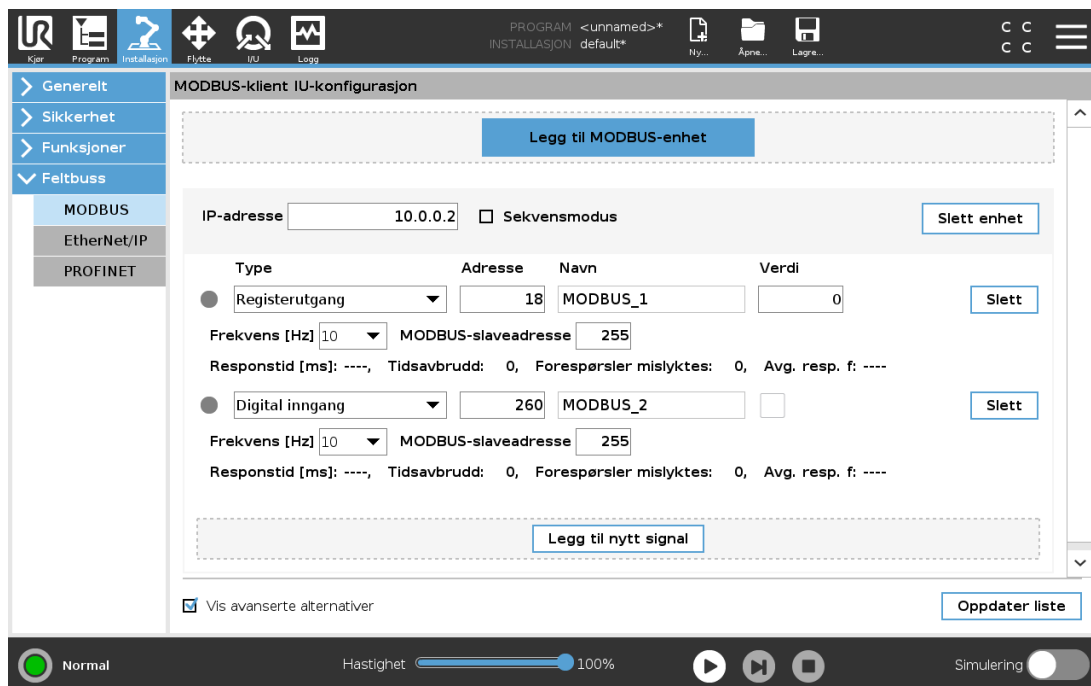 UR
PROGRAM <unnamed>*
INSTALLASJON default*
C C
C C
Kjør Program Installasjon Flytte I/U Logg Ny... Åpne... Lagre...
Generelt
Sikkerhet
Funksjoner
Feltbuss
MODBUS
EtherNet/IP
PROFINET
MODBUS-klient IU-konfigurasjon
Legg til MODBUS-enhet
IP-adresse 10.0.0.2 Sekvensmodus Slett enhet
Type Adresse Navn Verdi
Registerutgang 18 MODBUS_1 0 Slett
Frekvens [Hz] 10 MODBUS-slaveadresse 255
Responstid [ms]: ----, Tidsavbrudd: 0, Forespørsler mislyktes: 0, Avg. resp. f: ----
Digital inngang 260 MODBUS_2 Slett
Frekvens [Hz] 10 MODBUS-slaveadresse 255
Responstid [ms]: ----, Tidsavbrudd: 0, Forespørsler mislyktes: 0, Avg. resp. f: ----
Legg til nytt signal
Vis avanserte alternativer Oppdater liste
Normal Hastighet 100% Simulering